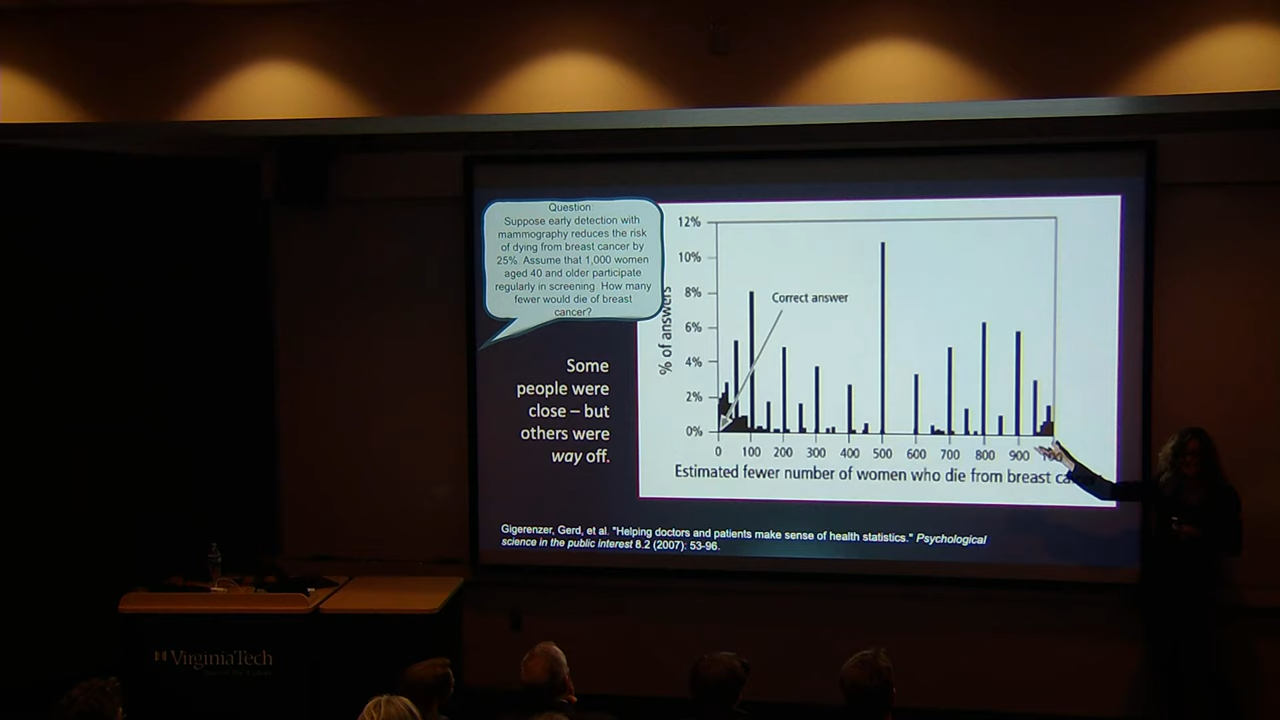 Question:
Suppose early detection with
mammography reduces the risk
of dying from breast cancer by
25%. Assume that 1,000 women
aged 40 and older participate
regularly in screening. How many
fewer would die of breast
cancer?
Some
people were
close – but
others were
way off.
12%
10%
8%
6%
4%
2%
0%
% of answers
Correct answer
0 100 200 300 400 500 600 700 800 900
Estimated fewer number of women who die from breast
Gigerenzer, Gerd, et al. "Helping doctors and patients make sense of health statistics." Psychological
science in the public interest 8.2 (2007): 53-96.
VirginiaTech